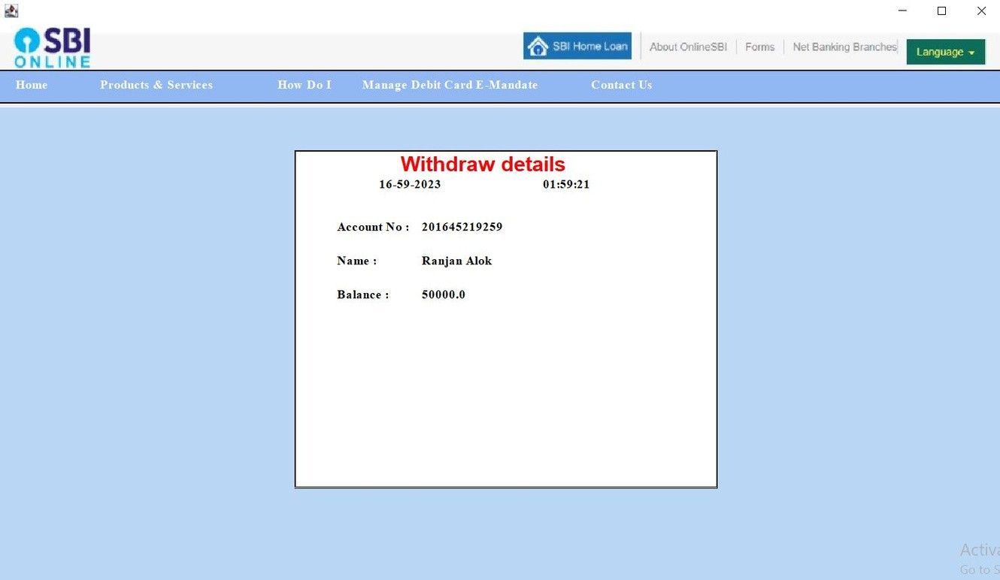 SBI
ONLINE
SBI Home Loan
About OnlineSBI
Forms
Net Banking Branches
Language
Home Products & Services How Do I Manage Debit Card E-Mandate Contact Us
Withdraw details
16-59-2023 01:59:21
Account No : 201645219259
Name : Ranjan Alok
Balance : 50000.0
Go to